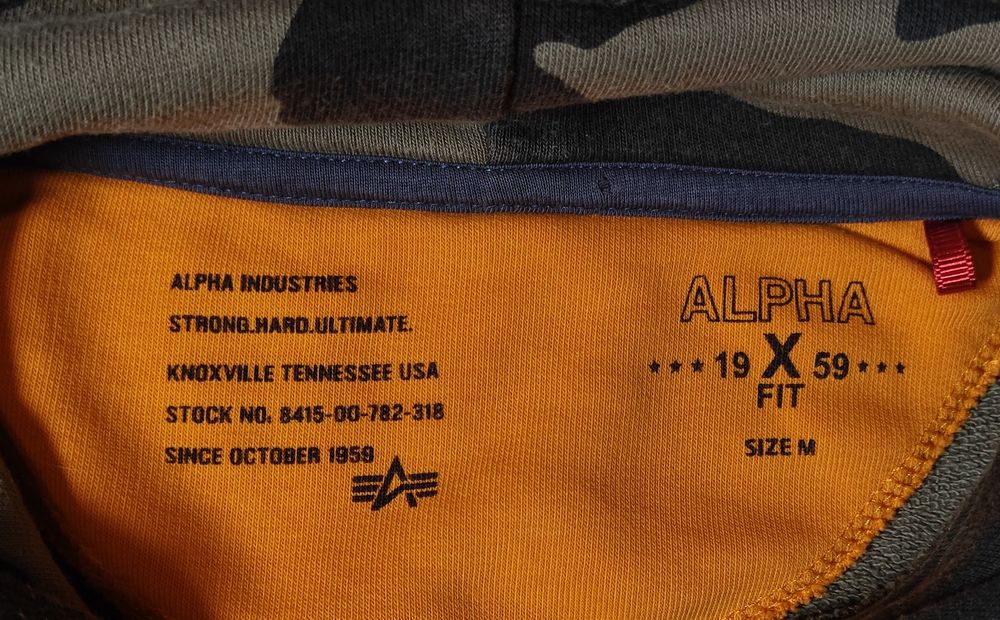 ALPHA INDUSTRIES
STRONG.HARD.ULTIMATE.
KNOXVILLE TENNESSEE USA
STOCK NO. 8415-00-782-318
SINCE OCTOBER 1959
ALPHA
*** 19 X 59 ***
FIT
SIZE M